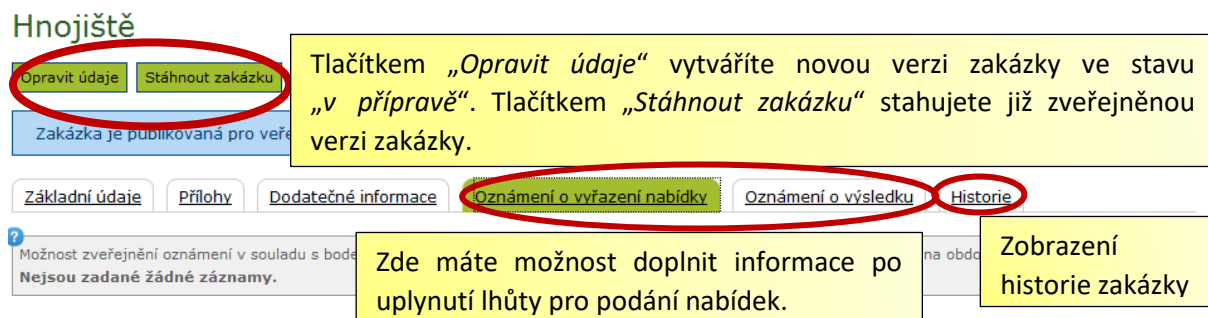 Hnojiště
Opravit údaje
Stáhnout zakázku
Tlačítkem „Opravit údaje“ vytváříte novou verzi zakázky ve stavu
„v přípravě“. Tlačítkem „Stáhnout zakázku“ stahujete již zveřejněnou
verzi zakázky.
Zakázka je publikovaná pro
Základní údaje
Přílohy
Dodatečné informace
Oznámení o vyřazení nabídky
Oznámení o výsledku
Historie
Možnost zveřejnění oznámení v souladu s
na
Nejsou zadané žádné záznamy.
Zde máte možnost doplnit informace po
uplynutí lhůty pro podání nabídek.
Zobrazení
historie zakázky